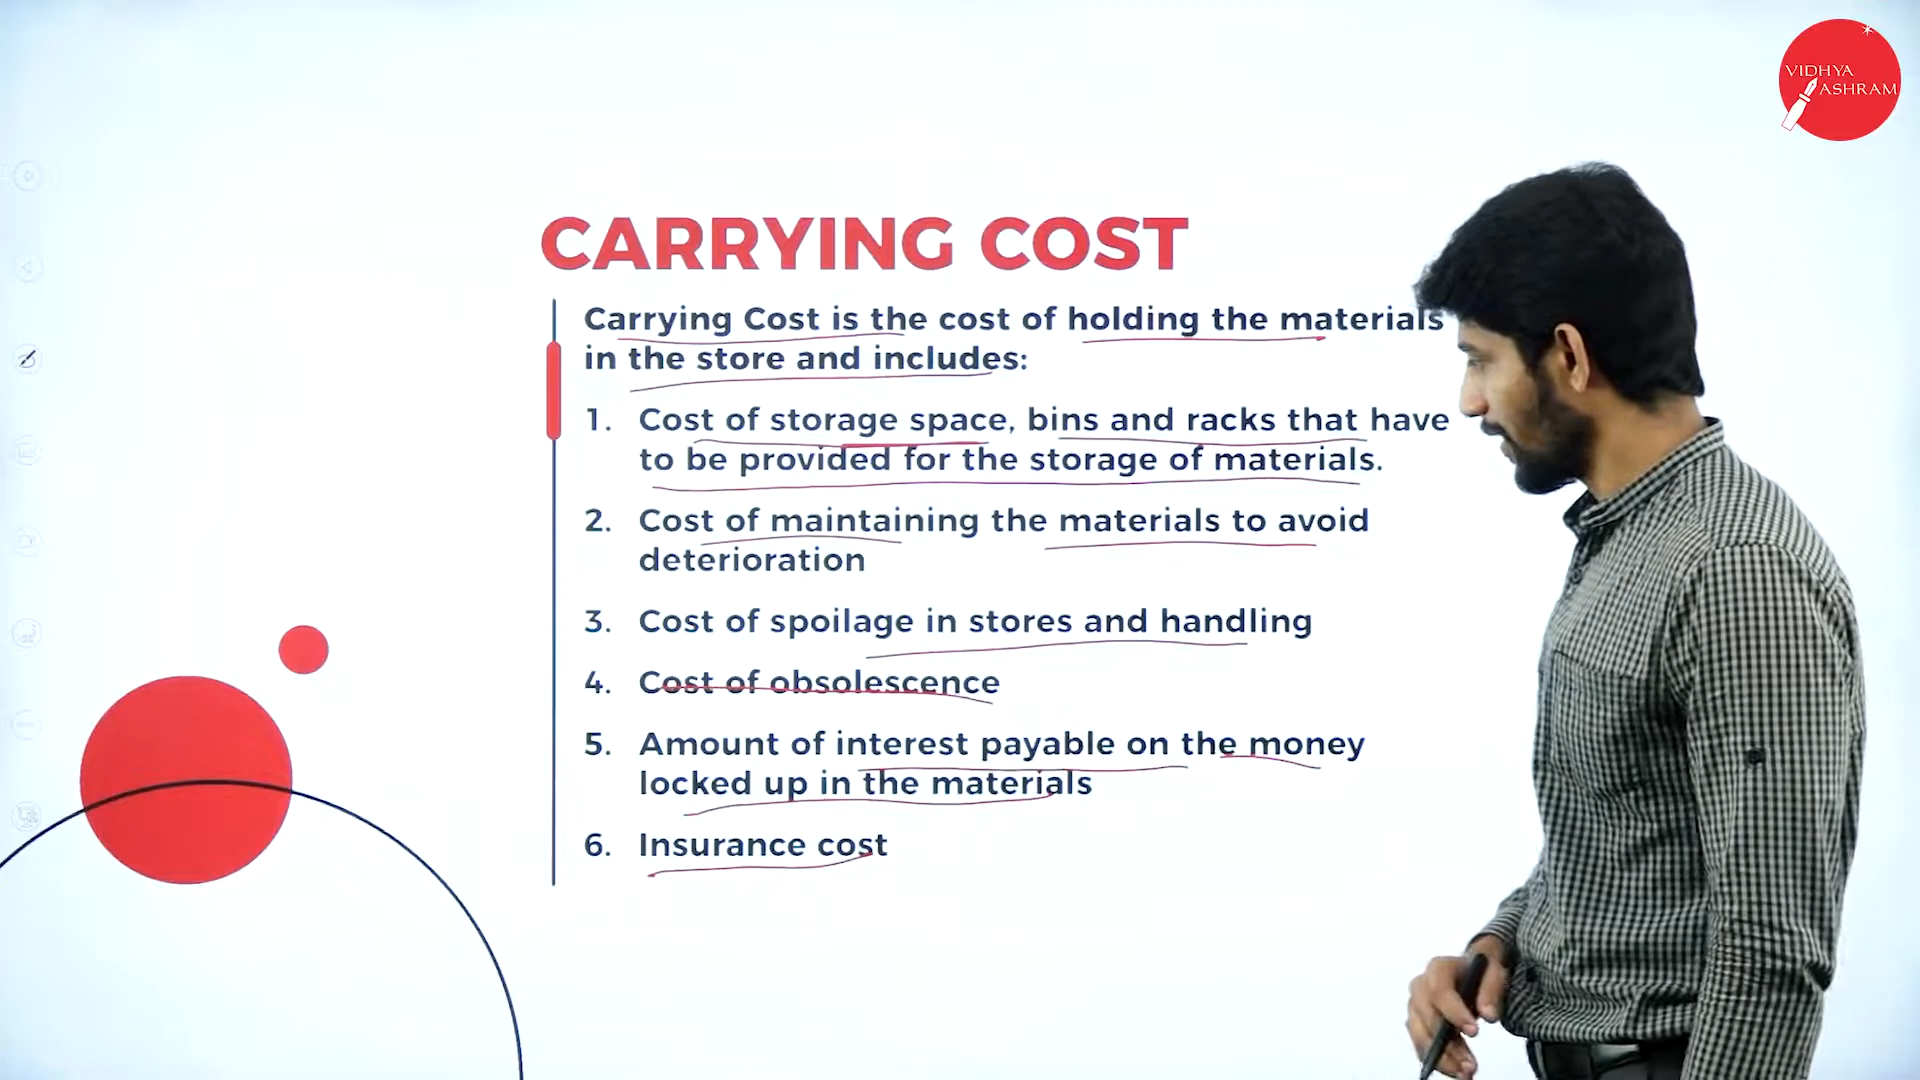 VIDHYA
ASHRAM
CARRYING COST
Carrying Cost is the cost of holding the materials
in the store and includes:
1. Cost of storage space, bins and racks that have
to be provided for the storage of materials.
2. Cost of maintaining the materials to avoid
deterioration
3. Cost of spoilage in stores and handling
4. Cost of obsolescence
5. Amount of interest payable on the money
locked up in the materials
6. Insurance cost